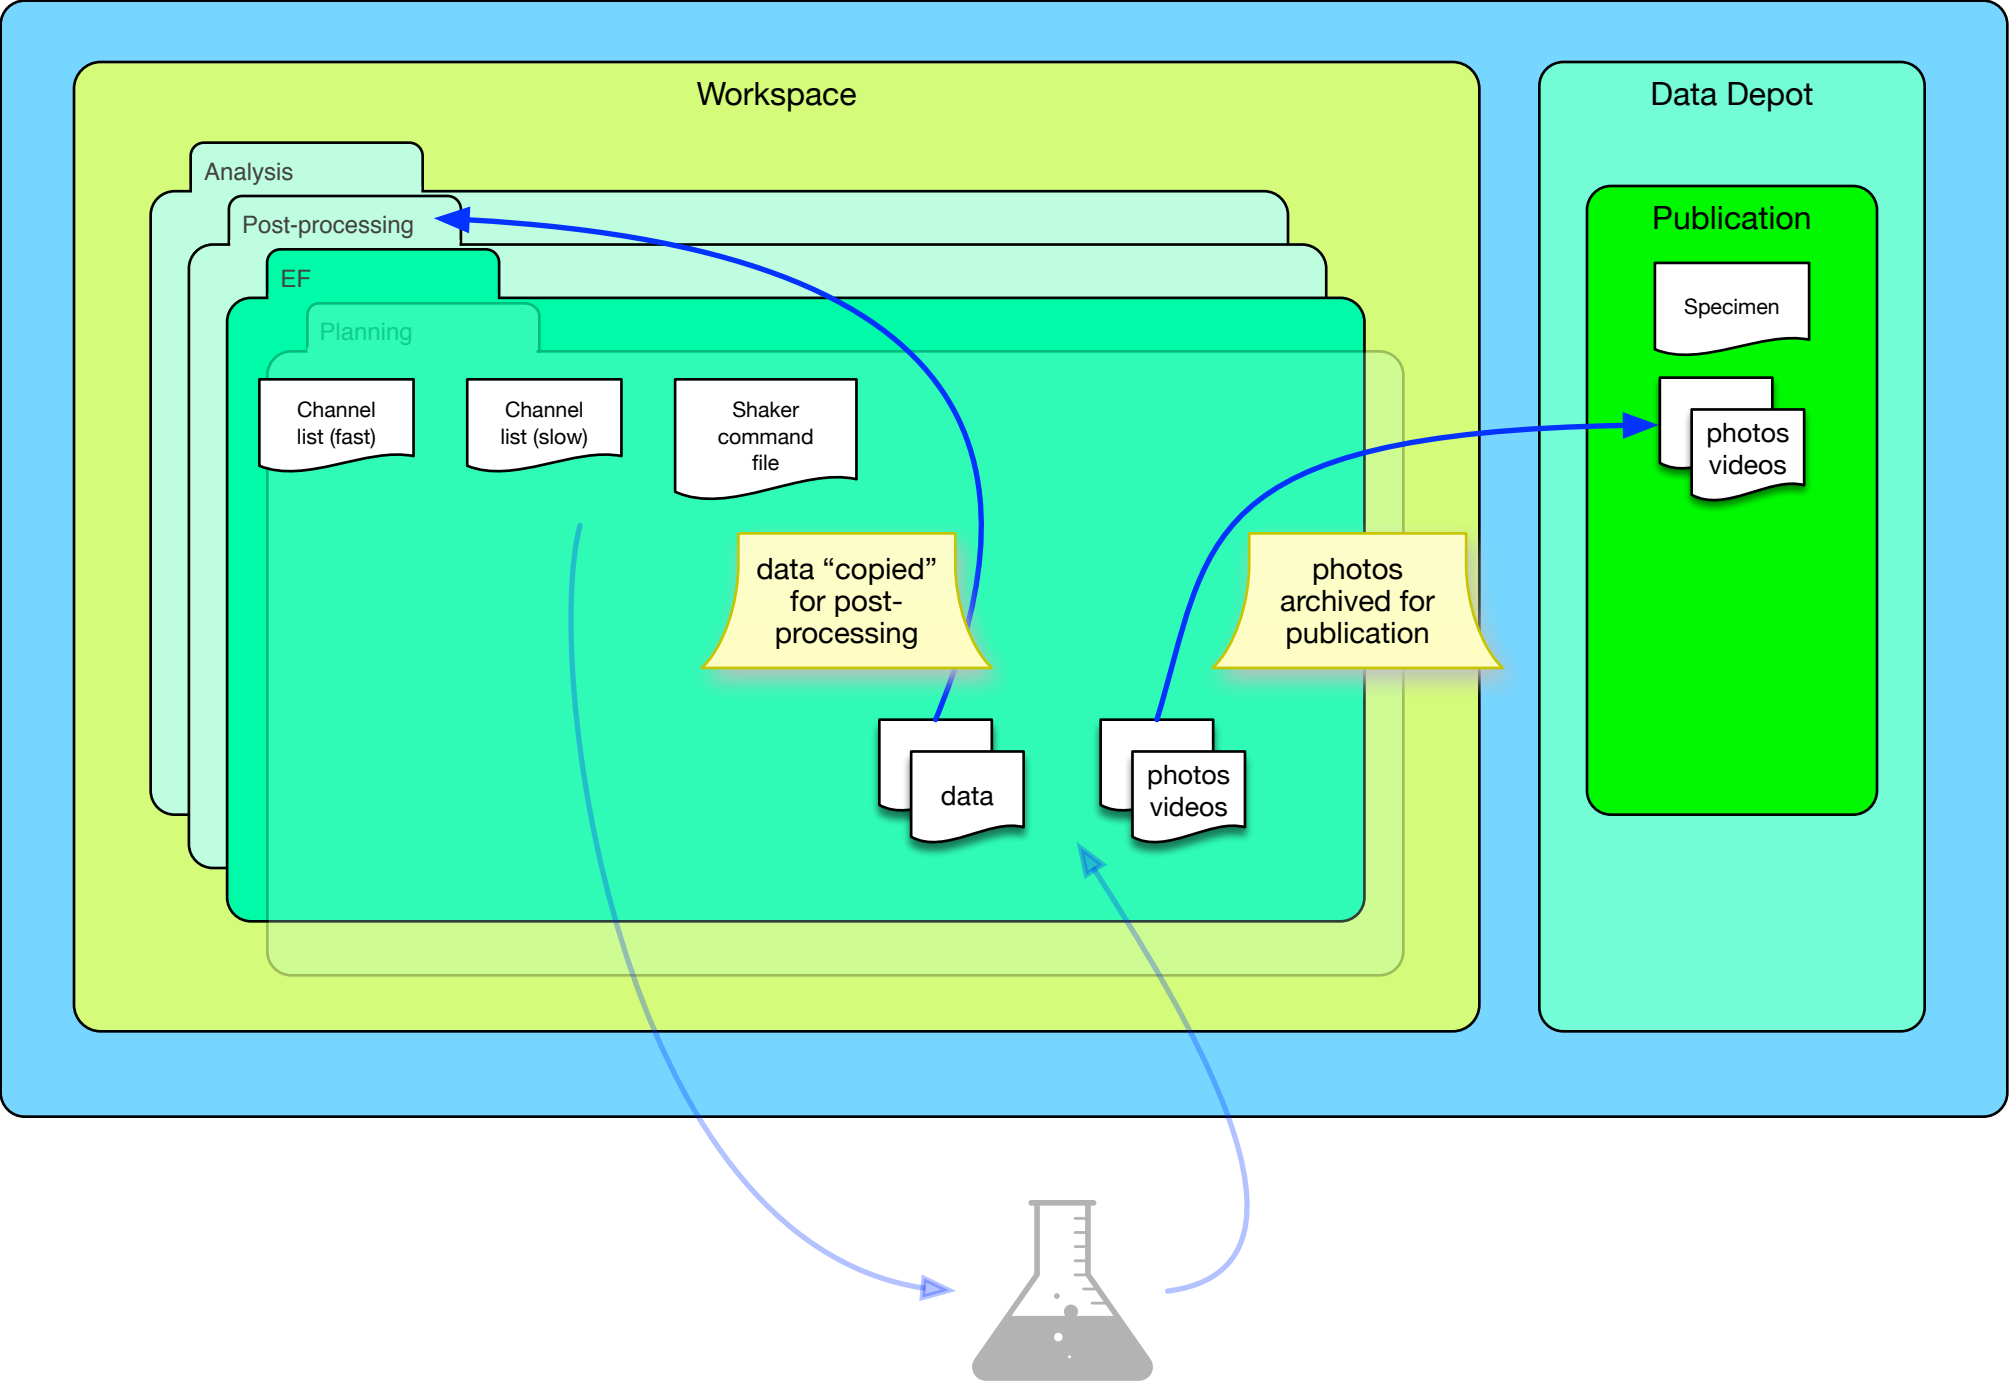 Workspace
Data Depot
Analysis
Post-processing
EF
Planning
Channel
list (fast)
Channel
list (slow)
Shaker
command
file
data “copied”
for post-
processing
photos
archived for
publication
data
photos
videos
Publication
Specimen
photos
videos